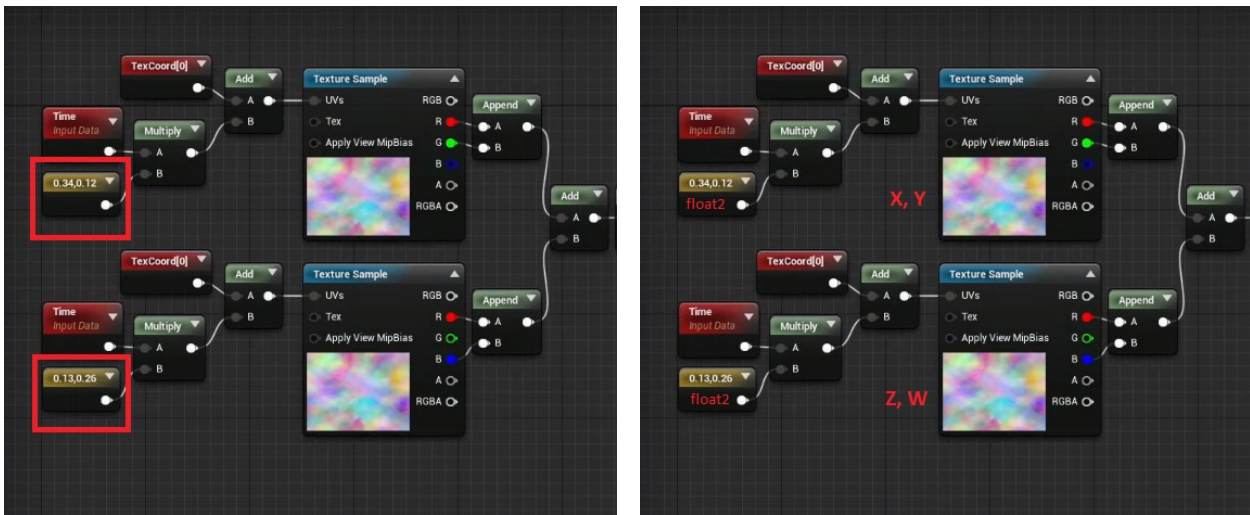 TexCoord[0]
Add
Texture Sample
UVs
RGB
Append
A
Time
Input Data
Multiply
B
Tex
R
A
A
Apply View MipBias
G
B
B
B
0.34,0.12
A
Add
RGBA
A
B
TexCoord[0]
Add
Texture Sample
A
UVs
RGB
Append
Time
Input Data
Multiply
B
Tex
R
A
A
Apply View MipBias
G
B
B
B
0.13,0.26
A
RGBA
TexCoord[0]
Add
Texture Sample
A
UVs
RGB
Append
Time
Input Data
Multiply
B
Tex
R
A
A
Apply View MipBias
G
B
B
B
0.34,0.12
float2
X, Y
A
Add
RGBA
A
B
TexCoord[0]
Add
Texture Sample
A
UVs
RGB
Append
Time
Input Data
Multiply
B
Tex
R
A
A
Apply View MipBias
G
B
B
B
0.13,0.26
float2
Z, W
A
RGBA